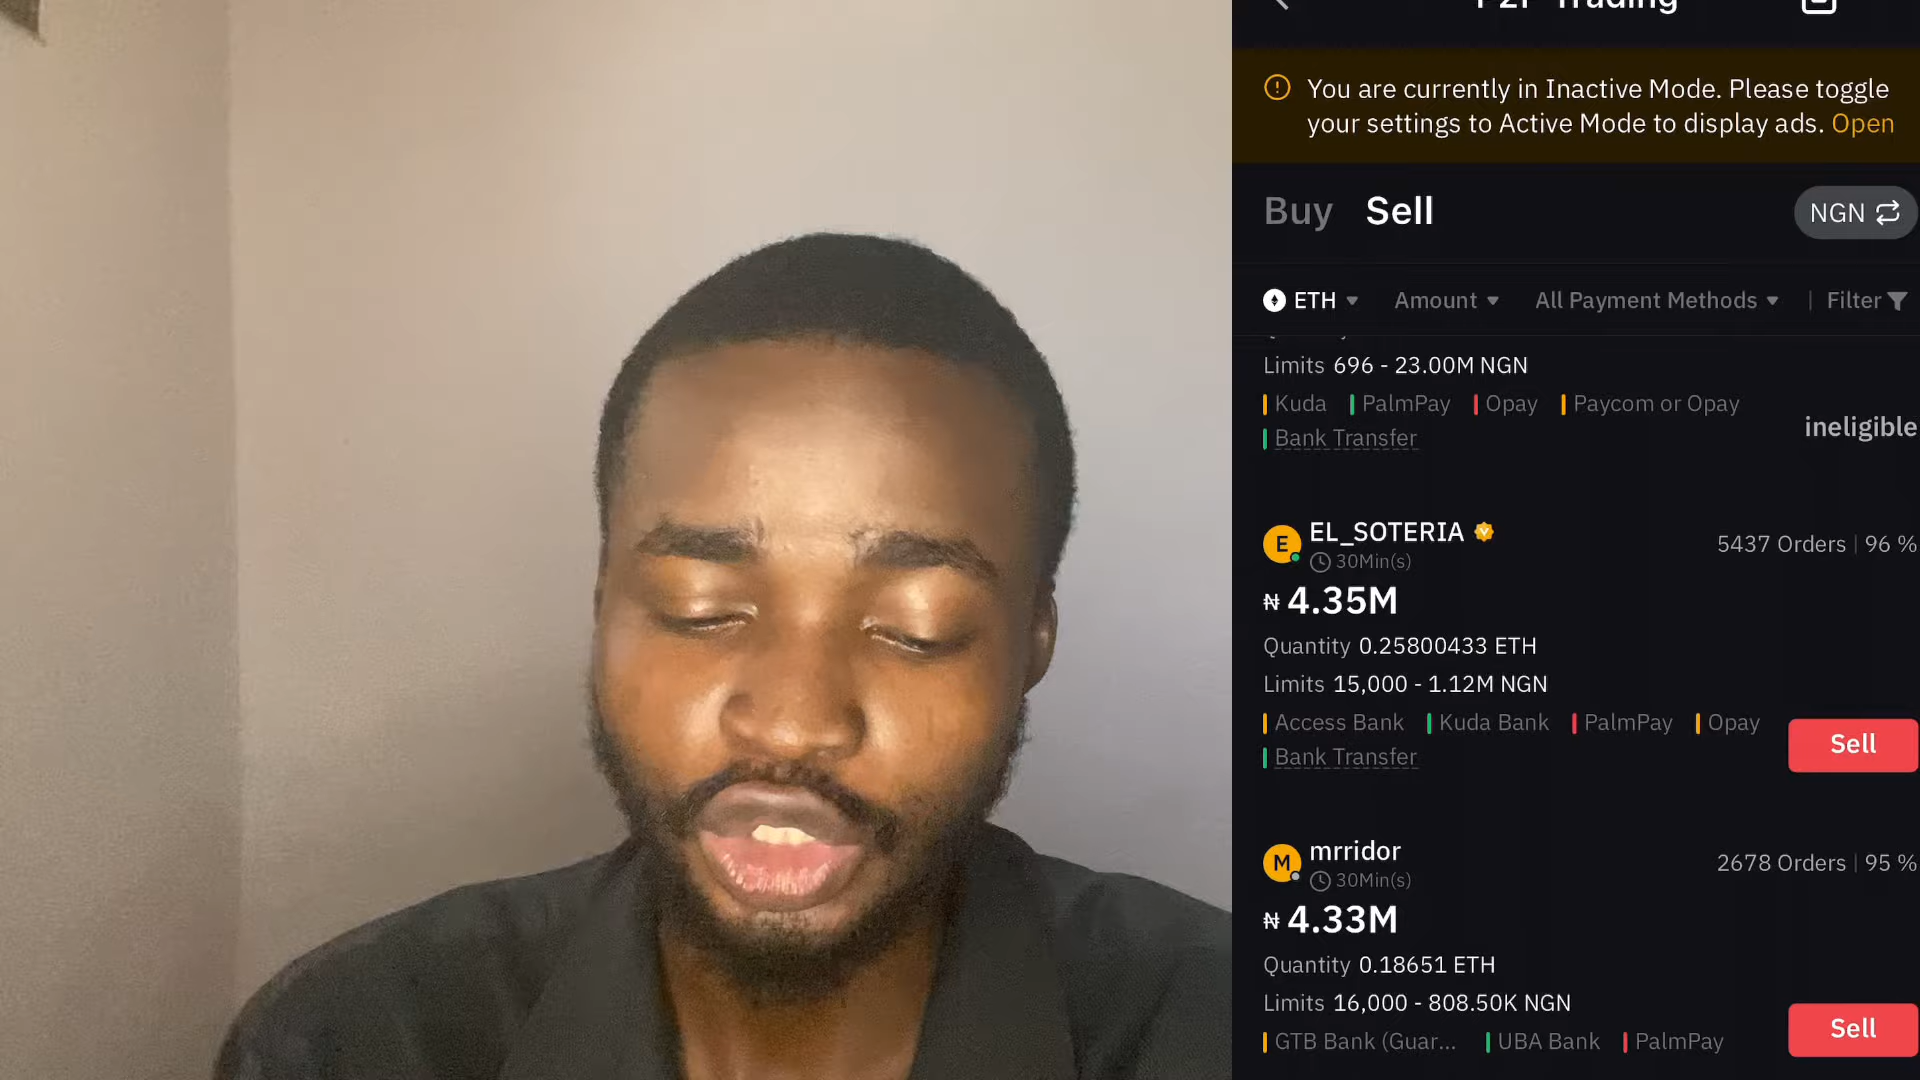 P2P Trading
You are currently in Inactive Mode. Please toggle
your settings to Active Mode to display ads. Open
Buy Sell NGN
ETH Amount All Payment Methods | Filter
Limits 696 - 23.00M NGN
Kuda PalmPay Opay Paycom or Opay
ineligible
Bank Transfer
E EL_SOTERIA 5437 Orders | 96 %
30Min(s)
₦ 4.35M
Quantity 0.25800433 ETH
Limits 15,000 - 1.12M NGN
Access Bank Kuda Bank PalmPay Opay
Bank Transfer Sell
M mrridor 2678 Orders | 95 %
30Min(s)
₦ 4.33M
Quantity 0.18651 ETH
Limits 16,000 - 808.50K NGN
GTB Bank (Guar... UBA Bank PalmPay Sell